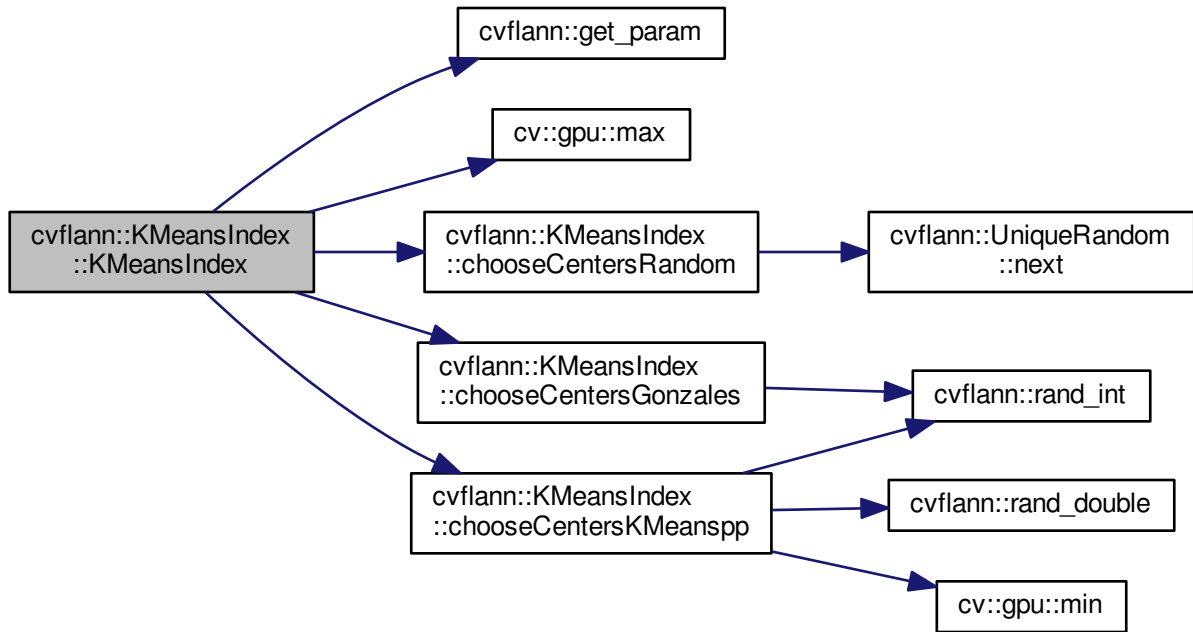 cvflann::get_param
cv::gpu::max
cvflann::KMeansIndex
::KMeansIndex
cvflann::KMeansIndex
::chooseCentersRandom
cvflann::UniqueRandom
::next
cvflann::KMeansIndex
::chooseCentersGonzales
cvflann::rand_int
cvflann::KMeansIndex
::chooseCentersKMeanspp
cvflann::rand_double
cv::gpu::min